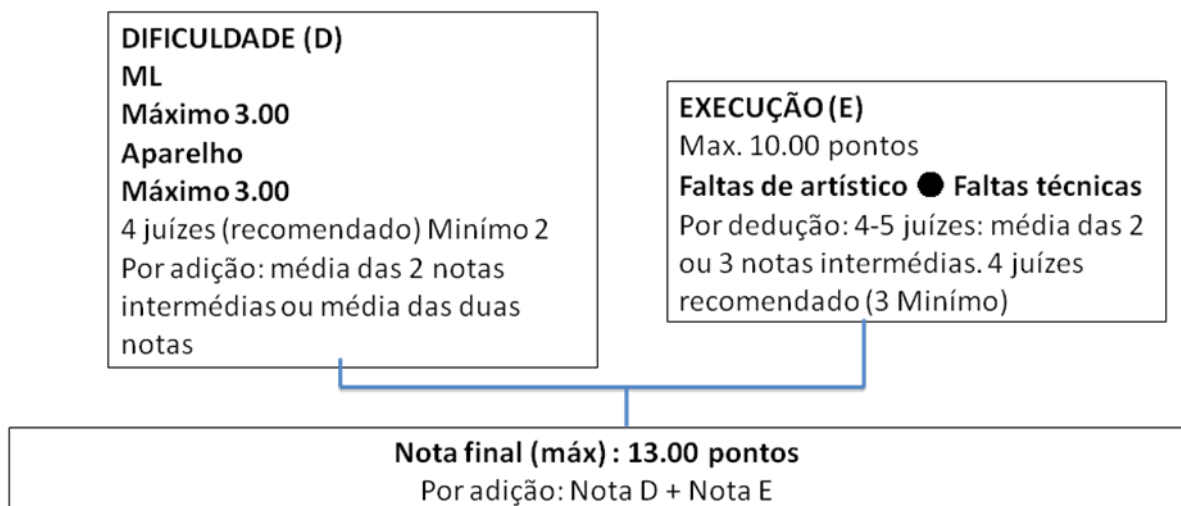 DIFICULDADE (D)
ML
Máximo 3.00
Aparelho
Máximo 3.00
4 juízes (recomendado) Minímo 2
Por adição: média das 2 notas
intermédias ou média das duas
notas
EXECUÇÃO (E)
Max. 10.00 pontos
Faltas de artístico ● Faltas técnicas
Por dedução: 4-5 juízes: média das 2
ou 3 notas intermédias. 4 juízes
recomendado (3 Minímo)
Nota final (máx) : 13.00 pontos
Por adição: Nota D + Nota E